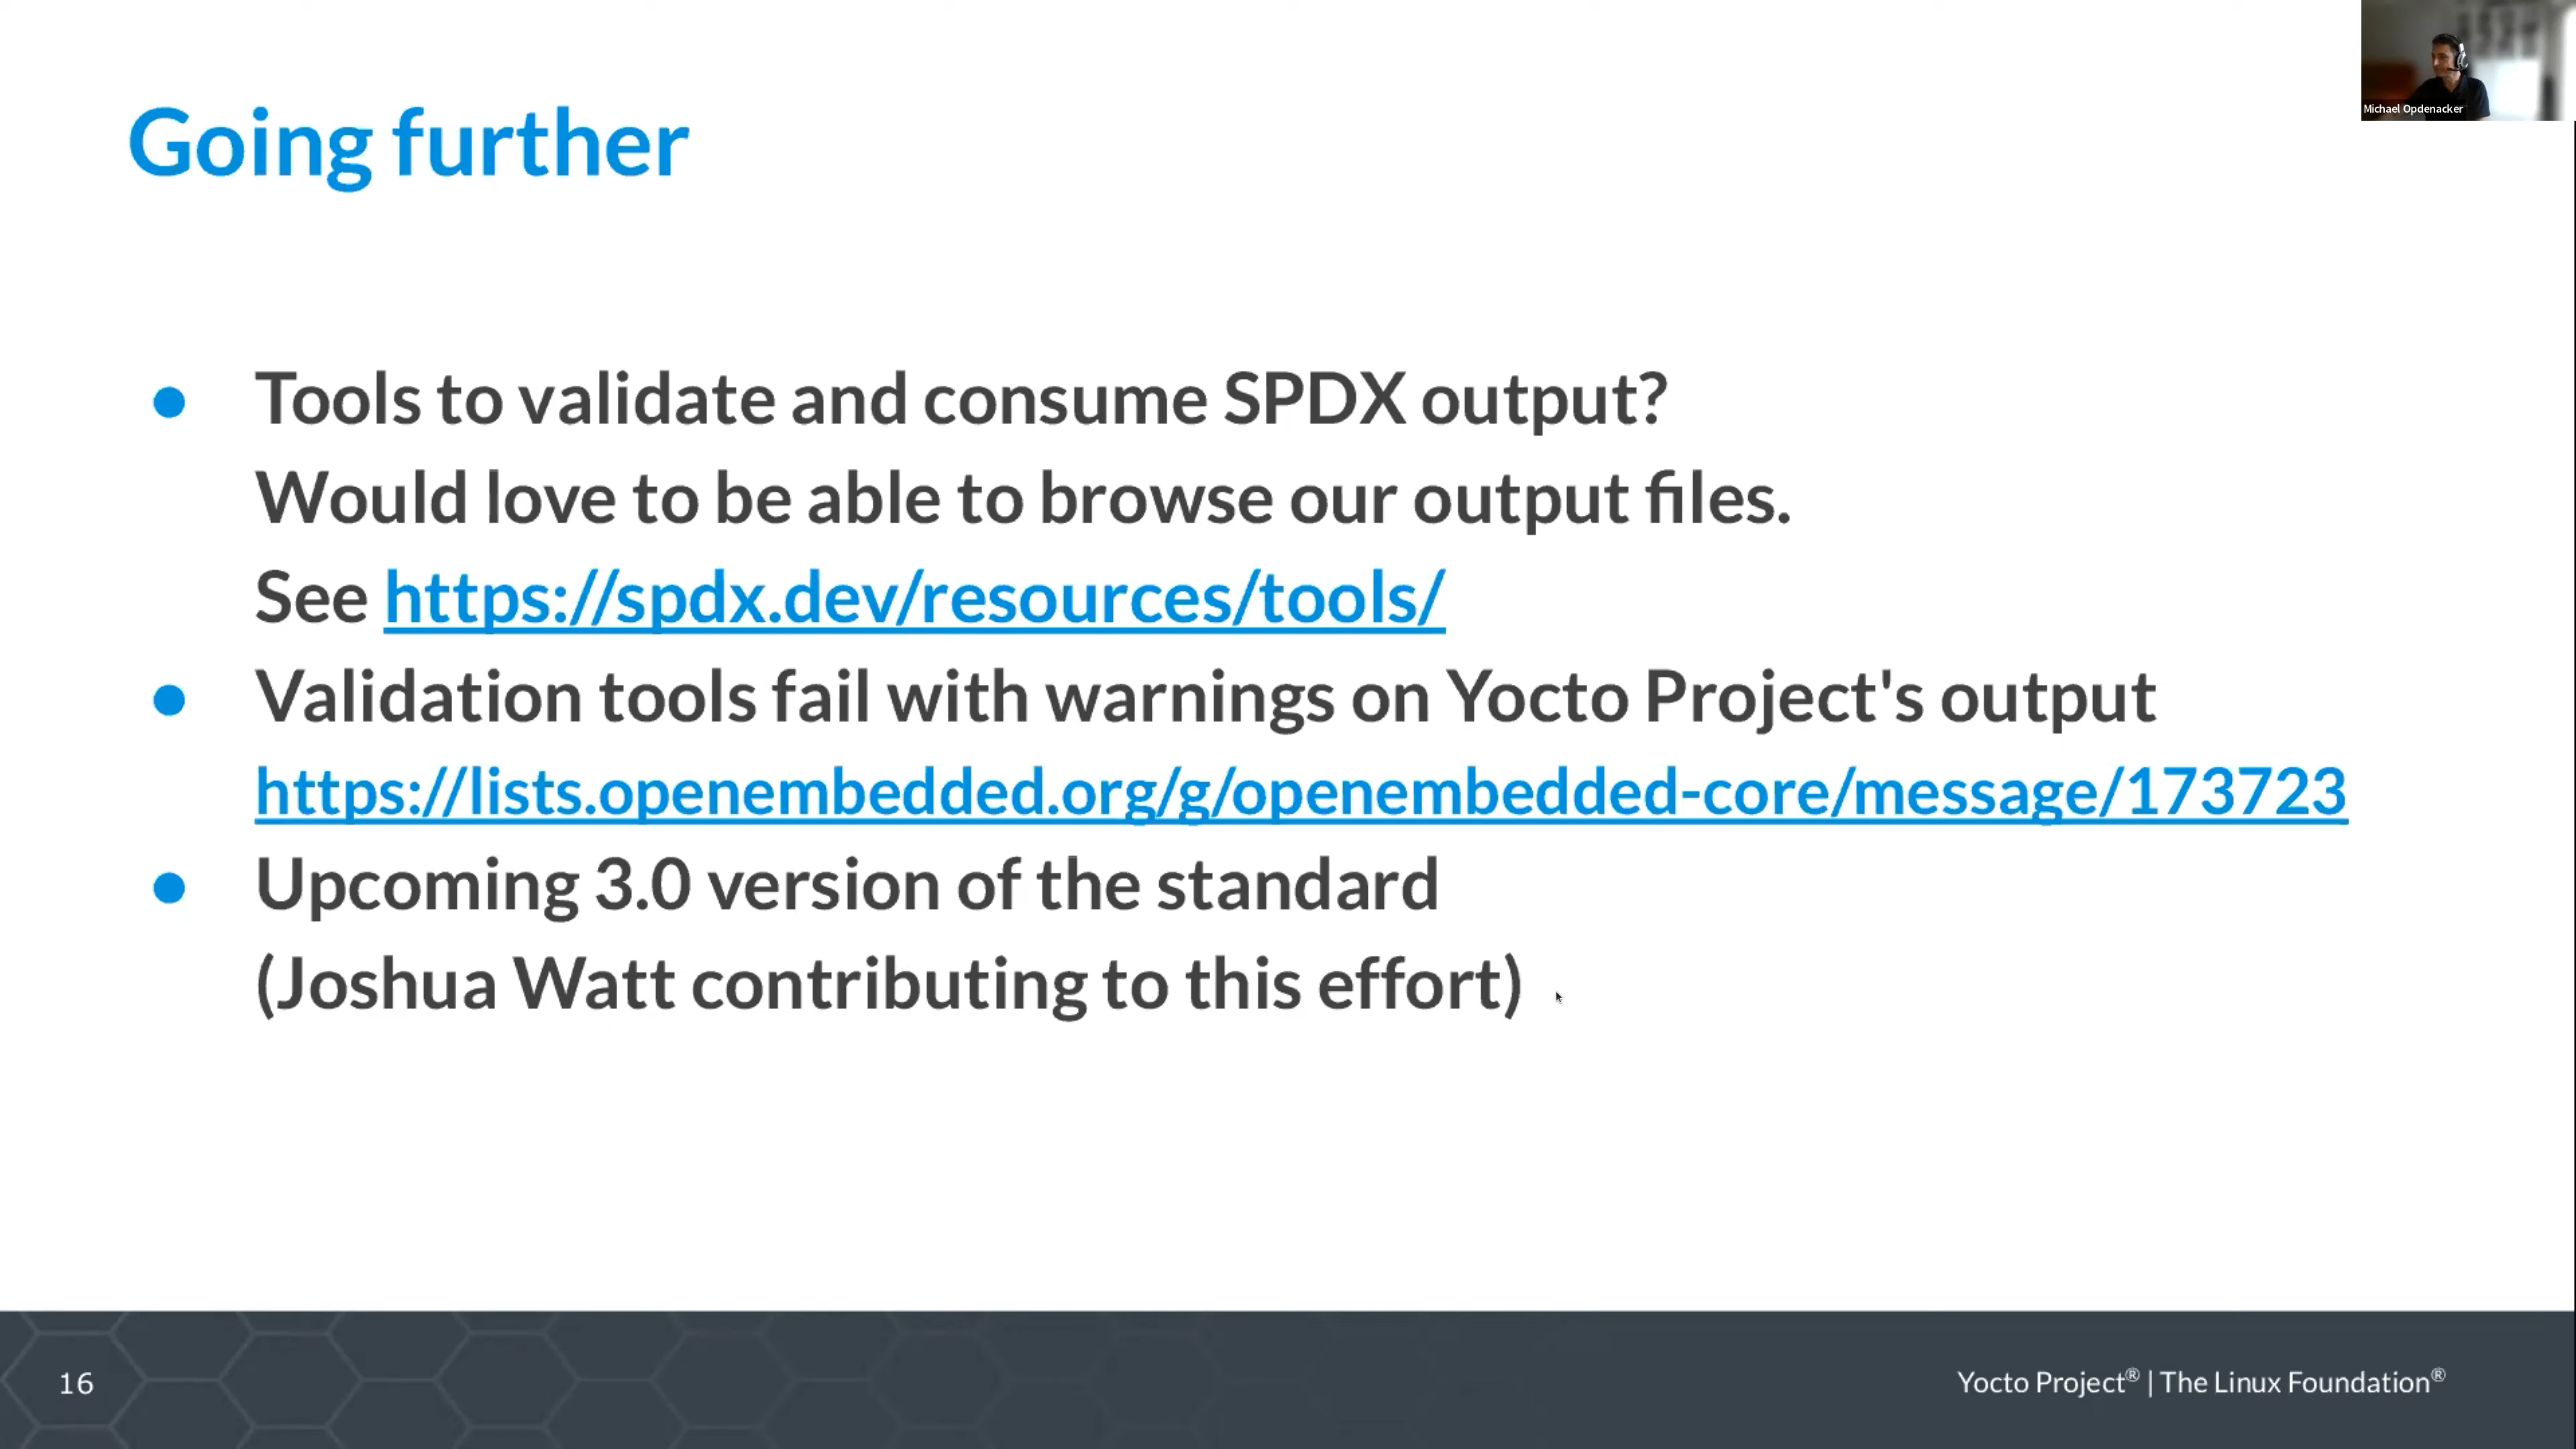 Michael Opdenacker
Going further
Tools to validate and consume SPDX output?
Would love to be able to browse our output files.
See https://spdx.dev/resources/tools/
Validation tools fail with warnings on Yocto Project's output
https://lists.openembedded.org/g/openembedded-core/message/173723
Upcoming 3.0 version of the standard
(Joshua Watt contributing to this effort)
16
Yocto Project® | The Linux Foundation®